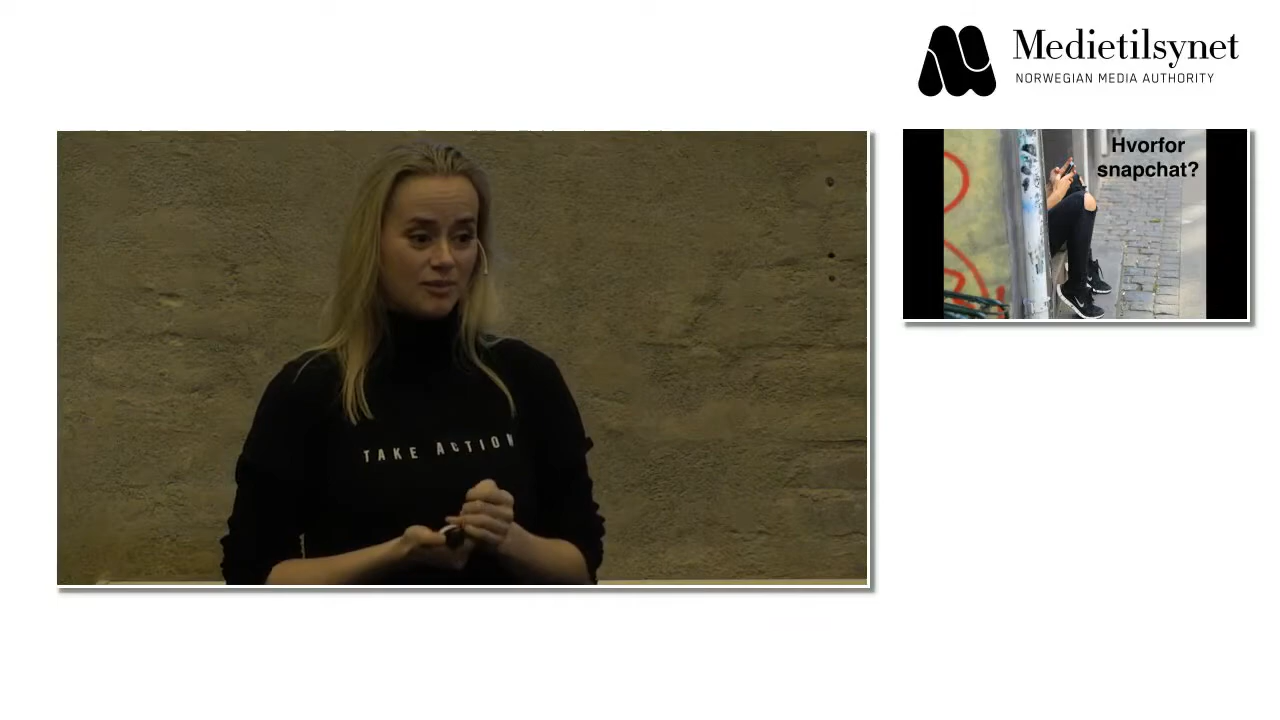 Medietilsynet
NORWEGIAN MEDIA AUTHORITY
Hvorfor
snapchat?
TAKE ACTION